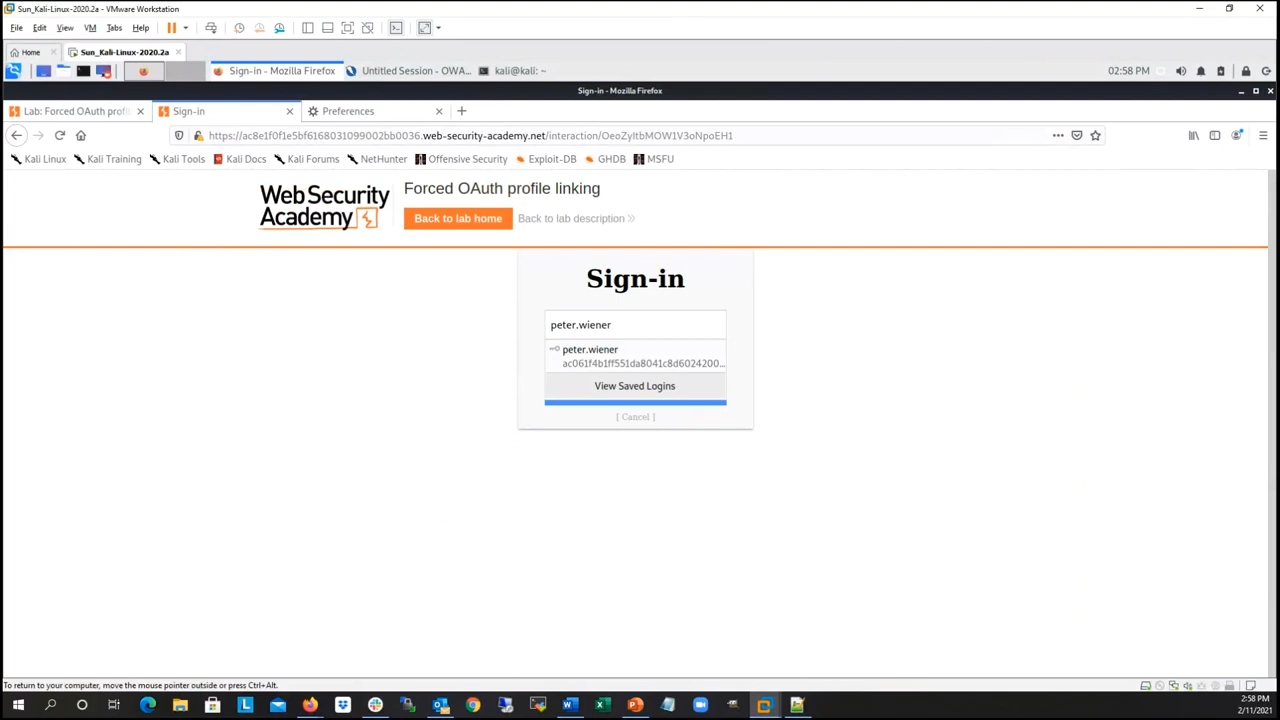 Sun_Kali-Linux-2020.2a - VMware Workstation
File Edit View VM Tabs Help
Home Sun_Kali-Linux-2020.2a
Sign-in - Mozilla Firefox Untitled Session - OWA... kali@kali: ~ 02:58 PM
Sign-in - Mozilla Firefox
Lab: Forced OAuth profil Sign-in Preferences
https://ac8e1f0f1e5bf6168031099002bb0036.web-security-academy.net/interaction/OeoZyItbMOW1V3oNpoEH1
Kali Linux Kali Training Kali Tools Kali Docs Kali Forums NetHunter Offensive Security Exploit-DB GHDB MSFU
Web Security Academy
Forced OAuth profile linking
Back to lab home Back to lab description
Sign-in
peter.wiener
peter.wiener
ac061f4b1ff551da8041c8d6024200...
View Saved Logins
[ Cancel ]
To return to your computer, move the mouse pointer outside or press Ctrl+Alt.
2:58 PM
2/11/2021